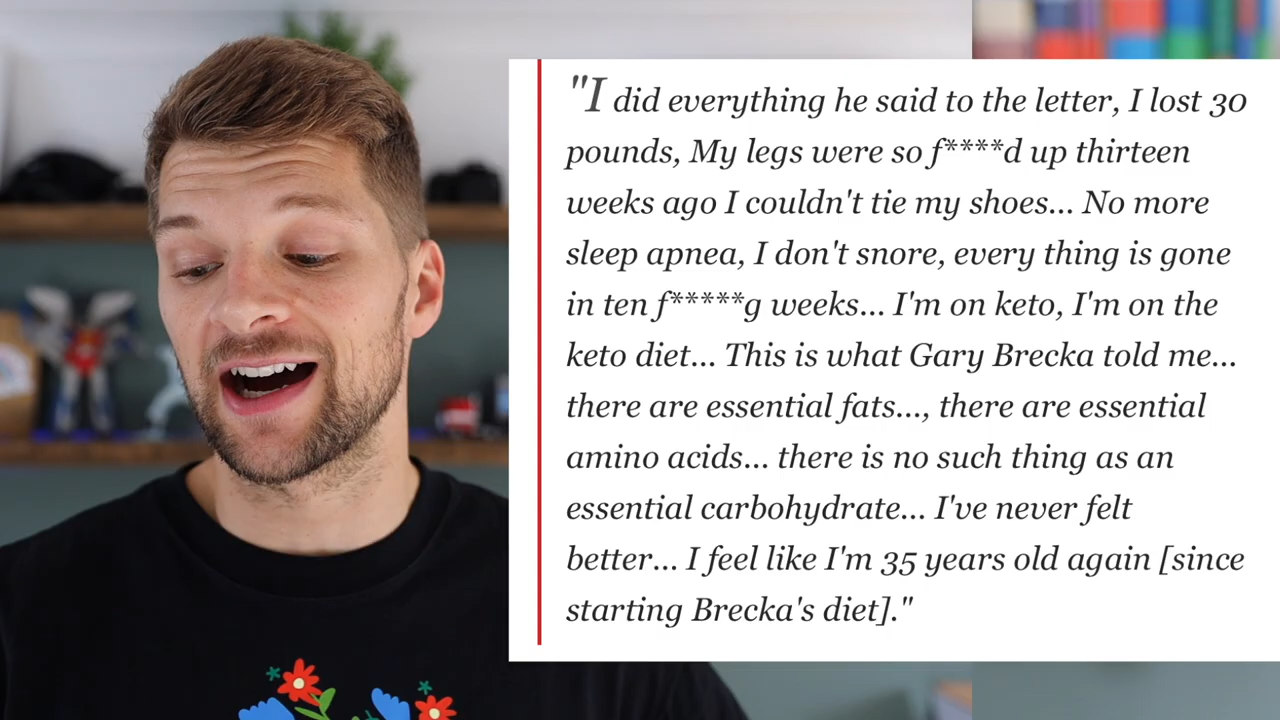 "I did everything he said to the letter, I lost 30
pounds, My legs were so f****d up thirteen
weeks ago I couldn't tie my shoes... No more
sleep apnea, I don't snore, every thing is gone
in ten f*****g weeks... I'm on keto, I'm on the
keto diet... This is what Gary Brecka told me...
there are essential fats..., there are essential
amino acids... there is no such thing as an
essential carbohydrate... I've never felt
better... I feel like I'm 35 years old again [since
starting Brecka's diet]."